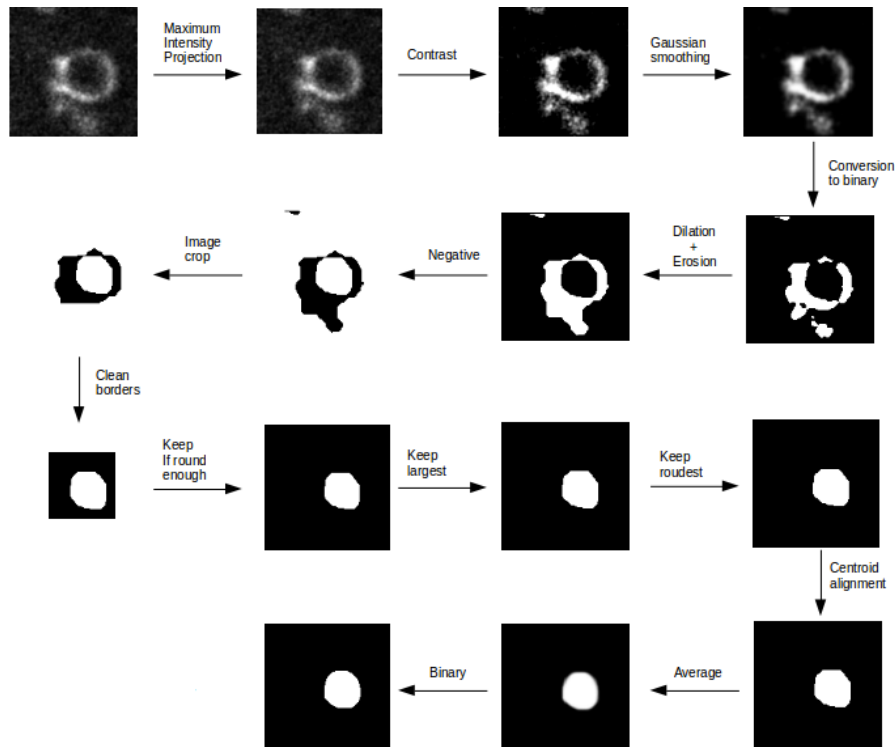 Maximum
Intensity
Projection
Contrast
Gaussian
smoothing
Conversion
to binary
Dilation
+
Erosion
Negative
Image
crop
Clean
borders
Keep
If round
enough
Keep
largest
Keep
roudest
Centroid
alignment
Average
Binary